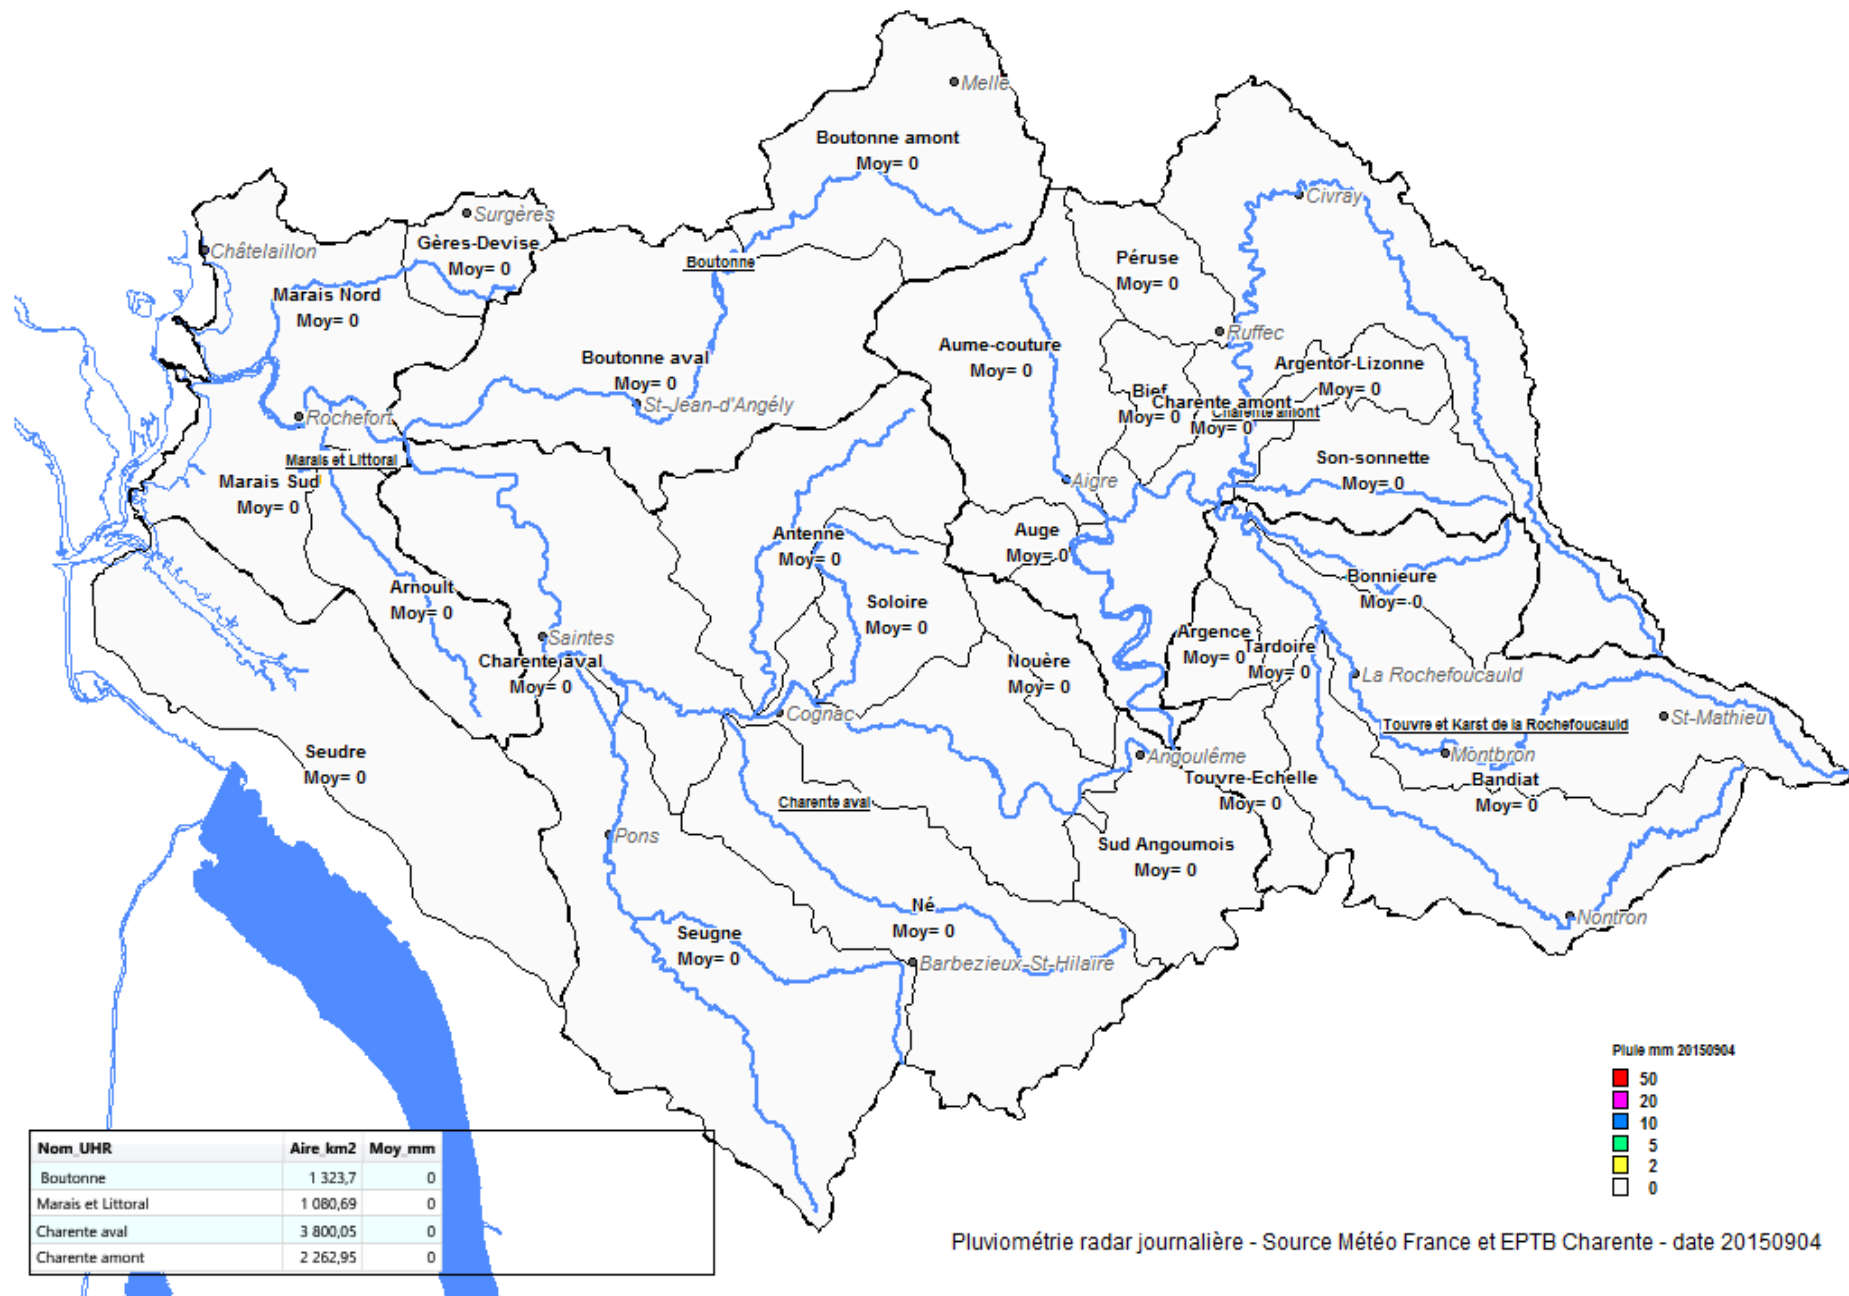 Melle
Boutonne amont
Moy= 0
Civray
Surgères
Châtelaillon
Gères-Devise
Moy= 0
Boutonne
Péruse
Moy= 0
Marais Nord
Moy= 0
Ruffec
Aume-couture
Moy= 0
Boutonne aval
Moy= 0
Argentor-Lizonne
Moy= 0
Bief
Moy= 0
Charente amont
Moy= 0
Charente amont
St-Jean-d'Angély
Rochefort
Marais et Littoral
Marais Sud
Moy= 0
Son-sonnette
Moy= 0
Aigre
Antenne
Moy= 0
Auge
Moy= 0
Arnoult
Moy= 0
Bonnieure
Moy= 0
Soloire
Moy= 0
Saintes
Argence
Moy= 0
Tardoire
Moy= 0
Charente aval
Moy= 0
Nouère
Moy= 0
La Rochefoucauld
Cognac
Touvre et Karst de la Rochefoucauld
St-Mathieu
Seudre
Moy= 0
Angoulême
Montbron
Touvre-Echelle
Moy= 0
Bandiat
Moy= 0
Charente aval
Pons
Sud Angoumois
Moy= 0
Né
Moy= 0
Nontron
Seugne
Moy= 0
Barbezieux-St-Hilaire
Pluie mm 20150904
50
20
10
5
2
0
Nom_UHR Aire_km2 Moy_mm
Boutonne 1 323,7 0
Marais et Littoral 1 080,69 0
Charente aval 3 800,05 0
Charente amont 2 262,95 0
Pluviométrie radar journalière - Source Météo France et EPTB Charente - date 20150904